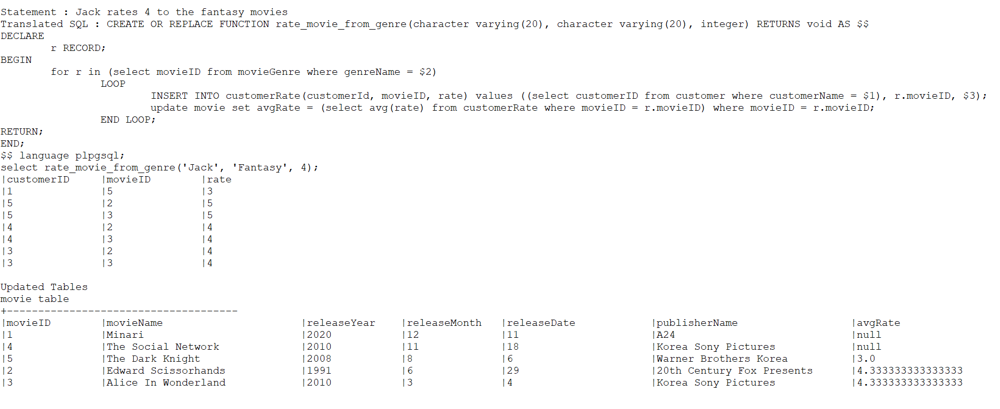 Statement : Jack rates 4 to the fantasy movies
Translated SQL : CREATE OR REPLACE FUNCTION rate_movie_from_genre(character varying(20), character varying(20), integer) RETURNS void AS $$
DECLARE
        r RECORD;
BEGIN
        for r in (select movieID from movieGenre where genreName = $2)
                LOOP
                        INSERT INTO customerRate(customerId, movieID, rate) values ((select customerID from customer where customerName = $1), r.movieID, $3);
                        update movie set avgRate = (select avg(rate) from customerRate where movieID = r.movieID) where movieID = r.movieID;
                END LOOP;
RETURN;
END;
$$ language plpgsql;
select rate_movie_from_genre('Jack', 'Fantasy', 4);
|customerID     |movieID        |rate
|1              |5              |3
|5              |2              |5
|5              |3              |5
|4              |2              |4
|4              |3              |4
|3              |2              |4
|3              |3              |4

Updated Tables
movie table
+-------------------------------------
|movieID        |movieName                      |releaseYear    |releaseMonth   |releaseDate            |publisherName                  |avgRate
|1              |Minari                         |2020           |12             |11                     |A24                            |null
|4              |The Social Network             |2010           |11             |18                     |Korea Sony Pictures            |null
|5              |The Dark Knight                |2008           |8              |6                      |Warner Brothers Korea          |3.0
|2              |Edward Scissorhands            |1991           |6              |29                     |20th Century Fox Presents      |4.333333333333333
|3              |Alice In Wonderland            |2010           |3              |4                      |Korea Sony Pictures            |4.333333333333333